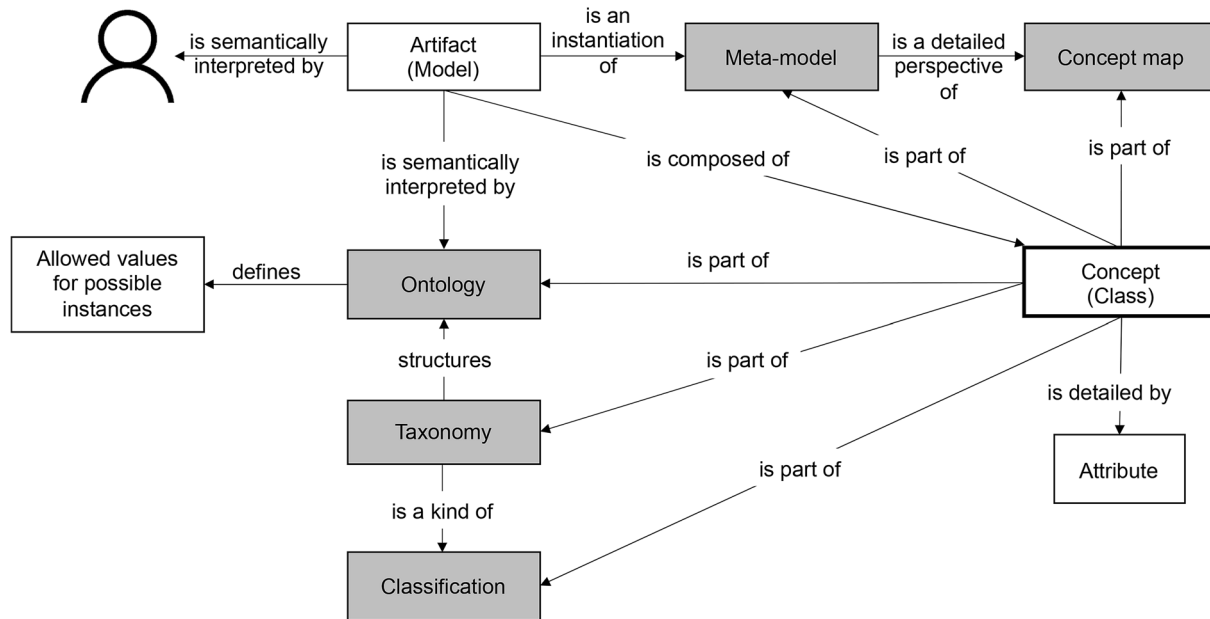 is semantically
interpreted by
Artifact
(Model)
is an
instantiation
of
Meta-model
is a detailed
perspective
of
Concept map
is semantically
interpreted by
is composed of
is part of
is part of
Allowed values
for possible
instances
defines
Ontology
is part of
Concept
(Class)
structures
is part of
is detailed by
Taxonomy
is part of
Attribute
is a kind of
Classification